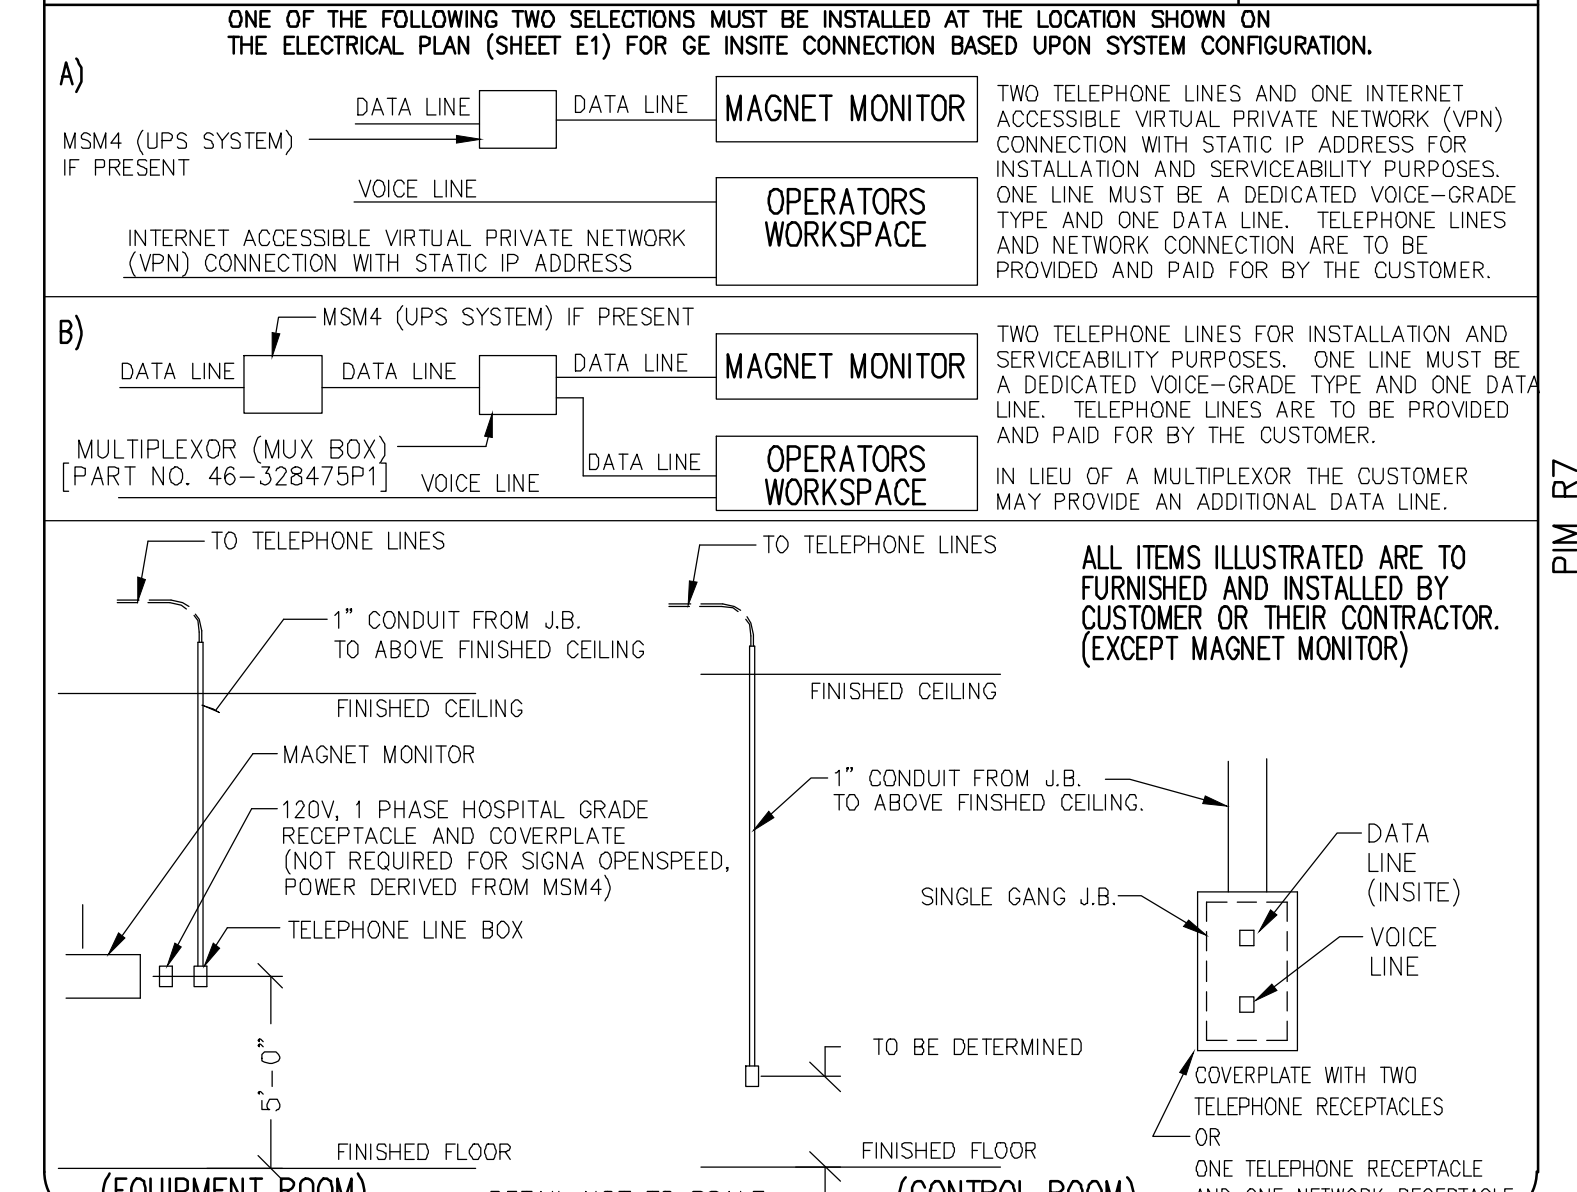 ONE OF THE FOLLOWING TWO SELECTIONS MUST BE INSTALLED AT THE LOCATION SHOWN ON
THE ELECTRICAL PLAN (SHEET E1) FOR GE INSITE CONNECTION BASED UPON SYSTEM CONFIGURATION.
A)
DATA LINE
DATA LINE
MAGNET MONITOR
MSM4 (UPS SYSTEM)
IF PRESENT
VOICE LINE
OPERATORS
WORKSPACE
INTERNET ACCESSIBLE VIRTUAL PRIVATE NETWORK
(VPN) CONNECTION WITH STATIC IP ADDRESS
TWO TELEPHONE LINES AND ONE INTERNET
ACCESSIBLE VIRTUAL PRIVATE NETWORK (VPN)
CONNECTION WITH STATIC IP ADDRESS FOR
INSTALLATION AND SERVICEABILITY PURPOSES.
ONE LINE MUST BE A DEDICATED VOICE-GRADE
TYPE AND ONE DATA LINE. TELEPHONE LINES
AND NETWORK CONNECTION ARE TO BE
PROVIDED AND PAID FOR BY THE CUSTOMER.
B)
MSM4 (UPS SYSTEM) IF PRESENT
DATA LINE
DATA LINE
DATA LINE
MAGNET MONITOR
MULTIPLEXOR (MUX BOX)
[PART NO. 46-328475P1]
VOICE LINE
DATA LINE
OPERATORS
WORKSPACE
TWO TELEPHONE LINES FOR INSTALLATION AND
SERVICEABILITY PURPOSES. ONE LINE MUST BE
A DEDICATED VOICE-GRADE TYPE AND ONE DATA
LINE. TELEPHONE LINES ARE TO BE PROVIDED
AND PAID FOR BY THE CUSTOMER.
IN LIEU OF A MULTIPLEXOR THE CUSTOMER
MAY PROVIDE AN ADDITIONAL DATA LINE.
PIM R7
TO TELEPHONE LINES
1" CONDUIT FROM J.B.
TO ABOVE FINISHED CEILING
FINISHED CEILING
MAGNET MONITOR
120V, 1 PHASE HOSPITAL GRADE
RECEPTACLE AND COVERPLATE
(NOT REQUIRED FOR SIGNA OPENSPEED,
POWER DERIVED FROM MSM4)
TELEPHONE LINE BOX
5'-0"
FINISHED FLOOR
(EQUIPMENT ROOM)
DETAIL NOT TO SCALE
TO TELEPHONE LINES
FINISHED CEILING
1" CONDUIT FROM J.B.
TO ABOVE FINSHED CEILING.
TO BE DETERMINED
FINISHED FLOOR
(CONTROL ROOM)
ALL ITEMS ILLUSTRATED ARE TO
FURNISHED AND INSTALLED BY
CUSTOMER OR THEIR CONTRACTOR.
(EXCEPT MAGNET MONITOR)
SINGLE GANG J.B.
DATA
LINE
(INSITE)
VOICE
LINE
COVERPLATE WITH TWO
TELEPHONE RECEPTACLES
OR
ONE TELEPHONE RECEPTACLE
AND ONE NETWORK RECEPTACLE